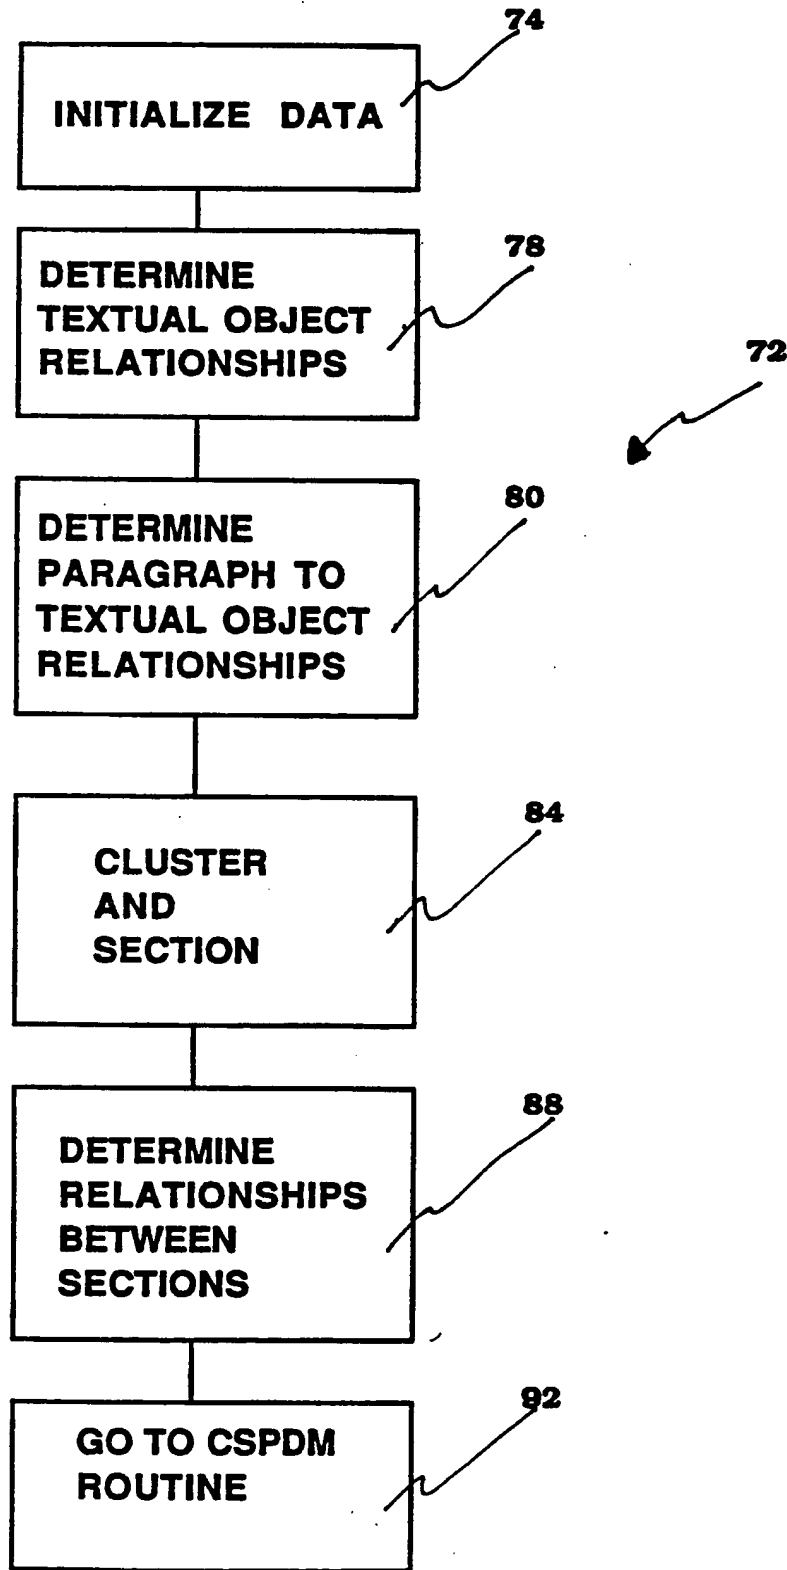 74
INITIALIZE DATA
78
DETERMINE
TEXTUAL OBJECT
RELATIONSHIPS
72
80
DETERMINE
PARAGRAPH TO
TEXTUAL OBJECT
RELATIONSHIPS
84
CLUSTER
AND
SECTION
88
DETERMINE
RELATIONSHIPS
BETWEEN
SECTIONS
92
GO TO CSPDM
ROUTINE